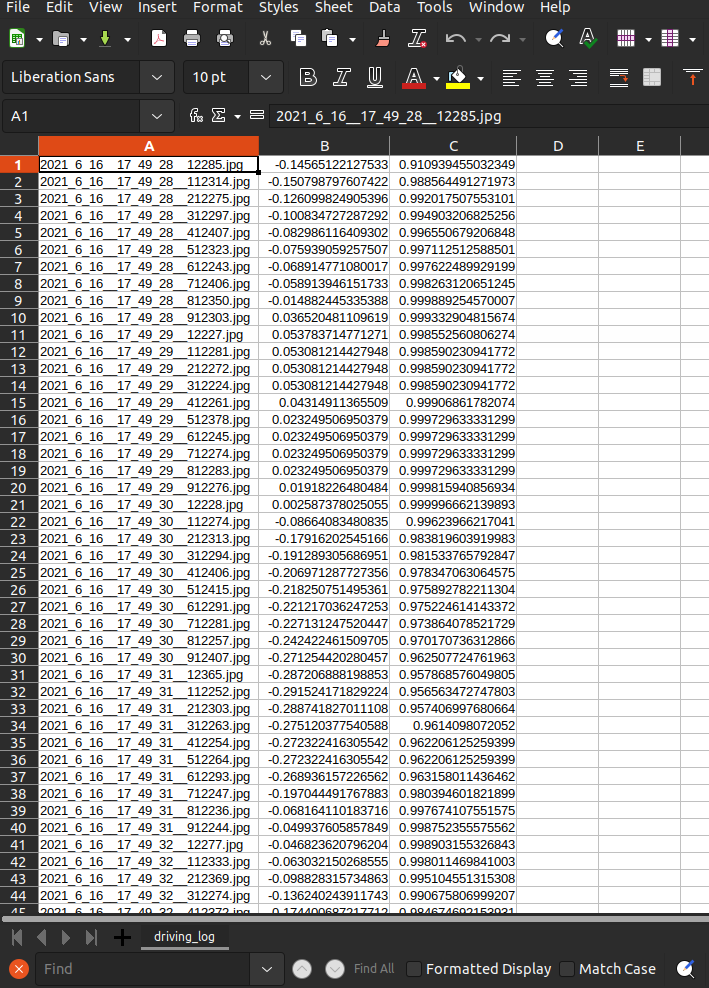 File Edit View Insert Format Styles Sheet Data Tools Window Help
Liberation Sans 10 pt B I U A
A1 fx Σ = 2021_6_16__17_49_28__12285.jpg
A B C D E
1 2021_6_16__17_49_28__12285.jpg -0.14565122127533 0.910939455032349
2 2021_6_16__17_49_28__112314.jpg -0.150798797607422 0.988564491271973
3 2021_6_16__17_49_28__212275.jpg -0.126099824905396 0.992017507553101
4 2021_6_16__17_49_28__312297.jpg -0.100834727287292 0.994903206825256
5 2021_6_16__17_49_28__412407.jpg -0.082986116409302 0.996550679206848
6 2021_6_16__17_49_28__512323.jpg -0.075939059257507 0.997112512588501
7 2021_6_16__17_49_28__612243.jpg -0.068914771080017 0.997622489929199
8 2021_6_16__17_49_28__712406.jpg -0.058913946151733 0.998263120651245
9 2021_6_16__17_49_28__812350.jpg -0.014882445335388 0.999889254570007
10 2021_6_16__17_49_28__912303.jpg 0.036520481109619 0.999332904815674
11 2021_6_16__17_49_29__12227.jpg 0.053783714771271 0.998552560806274
12 2021_6_16__17_49_29__112281.jpg 0.053081214427948 0.998590230941772
13 2021_6_16__17_49_29__212272.jpg 0.053081214427948 0.998590230941772
14 2021_6_16__17_49_29__312224.jpg 0.053081214427948 0.998590230941772
15 2021_6_16__17_49_29__412261.jpg 0.04314911365509 0.99906861782074
16 2021_6_16__17_49_29__512378.jpg 0.023249506950379 0.999729633331299
17 2021_6_16__17_49_29__612245.jpg 0.023249506950379 0.999729633331299
18 2021_6_16__17_49_29__712274.jpg 0.023249506950379 0.999729633331299
19 2021_6_16__17_49_29__812283.jpg 0.023249506950379 0.999729633331299
20 2021_6_16__17_49_29__912276.jpg 0.01918226480484 0.999815940856934
21 2021_6_16__17_49_30__12228.jpg 0.002587378025055 0.999996662139893
22 2021_6_16__17_49_30__112274.jpg -0.08664083480835 0.99623966217041
23 2021_6_16__17_49_30__212313.jpg -0.17916202545166 0.983819603919983
24 2021_6_16__17_49_30__312294.jpg -0.191289305686951 0.981533765792847
25 2021_6_16__17_49_30__412406.jpg -0.206971287727356 0.978347063064575
26 2021_6_16__17_49_30__512415.jpg -0.218250751495361 0.975892782211304
27 2021_6_16__17_49_30__612291.jpg -0.221217036247253 0.975224614143372
28 2021_6_16__17_49_30__712281.jpg -0.227131247520447 0.973864078521729
29 2021_6_16__17_49_30__812257.jpg -0.242422461509705 0.970170736312866
30 2021_6_16__17_49_30__912407.jpg -0.271254420280457 0.962507724761963
31 2021_6_16__17_49_31__12365.jpg -0.287206888198853 0.957868576049805
32 2021_6_16__17_49_31__112252.jpg -0.291524171829224 0.956563472747803
33 2021_6_16__17_49_31__212303.jpg -0.288741827011108 0.957406997680664
34 2021_6_16__17_49_31__312263.jpg -0.275120377540588 0.9614098072052
35 2021_6_16__17_49_31__412254.jpg -0.272322416305542 0.962206125259399
36 2021_6_16__17_49_31__512264.jpg -0.272322416305542 0.962206125259399
37 2021_6_16__17_49_31__612293.jpg -0.268936157226562 0.963158011436462
38 2021_6_16__17_49_31__712247.jpg -0.197044491767883 0.980394601821899
39 2021_6_16__17_49_31__812236.jpg -0.068164110183716 0.997674107551575
40 2021_6_16__17_49_31__912244.jpg -0.049937605857849 0.998752355575562
41 2021_6_16__17_49_32__12277.jpg -0.046823620796204 0.998903155326843
42 2021_6_16__17_49_32__112333.jpg -0.063032150268555 0.998011469841003
43 2021_6_16__17_49_32__212369.jpg -0.098828315734863 0.995104551315308
44 2021_6_16__17_49_32__312274.jpg -0.136240243911743 0.990675806999207
45 2021_6_16__17_49_32__412372.jpg -0.174400687217712 0.984674692153931
driving_log
Find Find All Formatted Display Match Case